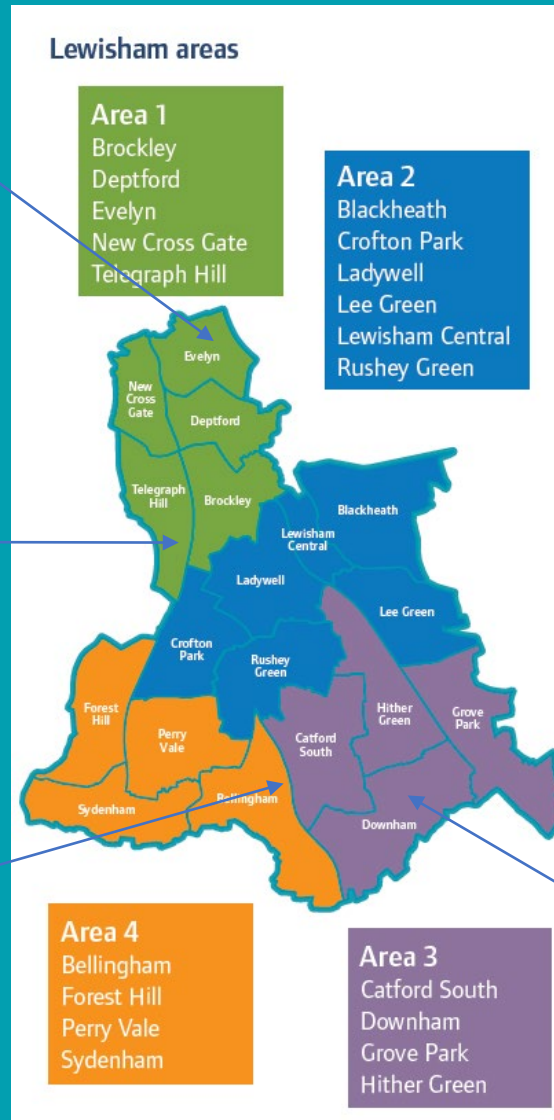 Lewisham areas
Area 1
Brockley
Deptford
Evelyn
New Cross Gate
Telegraph Hill
Area 2
Blackheath
Crofton Park
Ladywell
Lee Green
Lewisham Central
Rushey Green
Evelyn
New
Cross
Gate
Deptford
Telegraph
Hill
Brockley
Blackheath
Lewisham
Central
Ladywell
Lee Green
Crofton
Park
Rushey
Green
Hither
Green
Grove
Park
Forest
Hill
Perry
Vale
Catford
South
Sydenham
Bellingham
Downham
Area 4
Bellingham
Forest Hill
Perry Vale
Sydenham
Area 3
Catford South
Downham
Grove Park
Hither Green